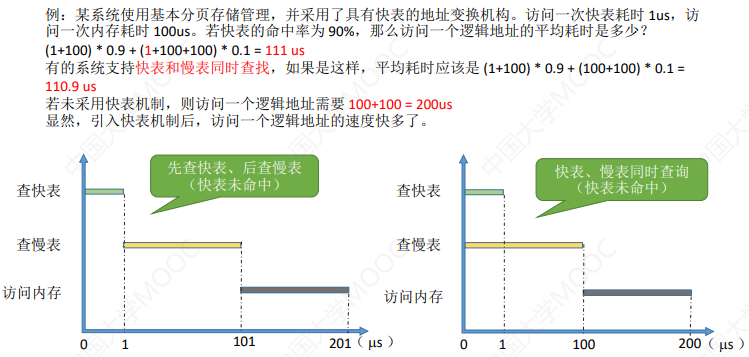 例：某系统使用基本分页存储管理，并采用了具有快表的地址变换机构。访问一次快表耗时 1us，访
问一次内存耗时 100us。若快表的命中率为 90%，那么访问一个逻辑地址的平均耗时是多少？
(1+100) * 0.9 + (1+100+100) * 0.1 = 111 us
有的系统支持快表和慢表同时查找，如果是这样，平均耗时应该是 (1+100) * 0.9 + (100+100) * 0.1 =
110.9 us
若未采用快表机制，则访问一个逻辑地址需要 100+100 = 200us
显然，引入快表机制后，访问一个逻辑地址的速度快多了。
先查快表、后查慢表
（快表未命中）
查快表
查慢表
访问内存
0 1 101 201 （μs）
快表、慢表同时查询
（快表未命中）
查快表
查慢表
访问内存
0 1 100 200 （μs）
中国大学MOOC
中国大学MOOC
中国大学MOOC